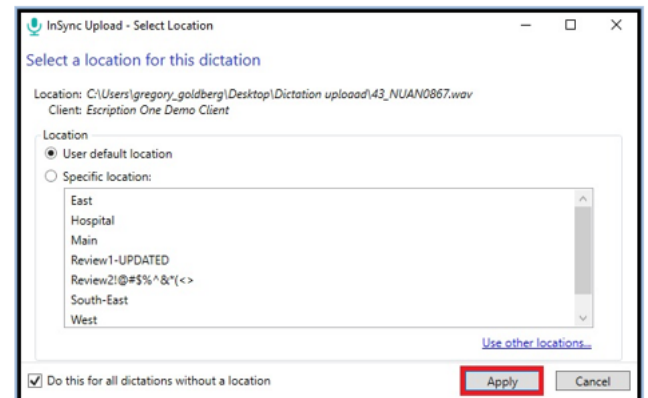 InSync Upload - Select Location
Select a location for this dictation
Location: C:\Users\gregory_goldberg\Desktop\Dictation uploaad\43_NUAN0867.wav
Client: Escription One Demo Client
Location
User default location
Specific location:
East
Hospital
Main
Review1-UPDATED
Review2!@#$%^&*(<>
South-East
West
Use other locations...
Do this for all dictations without a location
Apply Cancel